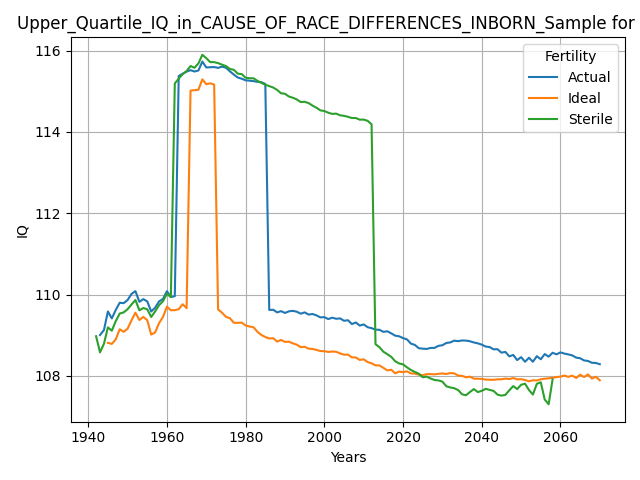 Upper_Quartile_IQ_in_CAUSE_OF_RACE_DIFFERENCES_INBORN_Sample for
Fertility
Actual
Ideal
Sterile
116
114
112
110
108
IQ
1940 1960 1980 2000 2020 2040 2060
Years